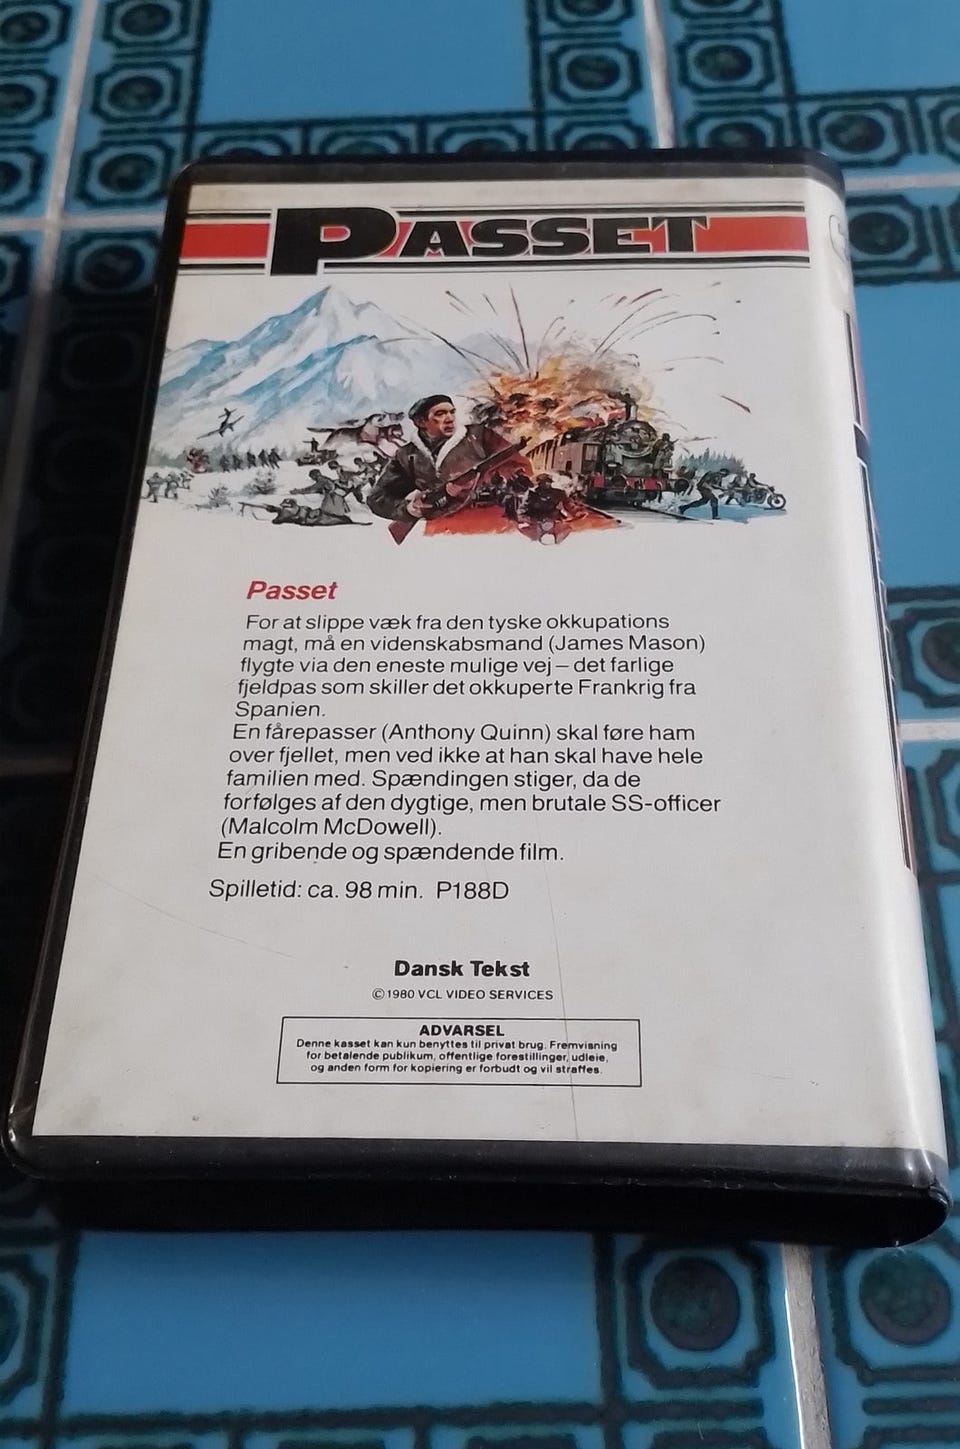 PASSET
Passet
For at slippe væk fra den tyske okkupations
magt, må en videnskabsmand (James Mason)
flygte via den eneste mulige vej – det farlige
fjeldpas som skiller det okkuperte Frankrig fra
Spanien.
En fårepasser (Anthony Quinn) skal føre ham
over fjellet, men ved ikke at han skal have hele
familien med. Spændingen stiger, da de
forfølges af den dygtige, men brutale SS-officer
(Malcolm McDowell).
En gribende og spændende film.
Spilletid: ca. 98 min. P188D
Dansk Tekst
© 1980 VCL VIDEO SERVICES
ADVARSEL
Denne kasset kan kun benyttes til privat brug. Fremvisning
for betalende publikum, offentlige forestillinger, udleie,
og anden form for kopiering er forbudt og vil straffes.